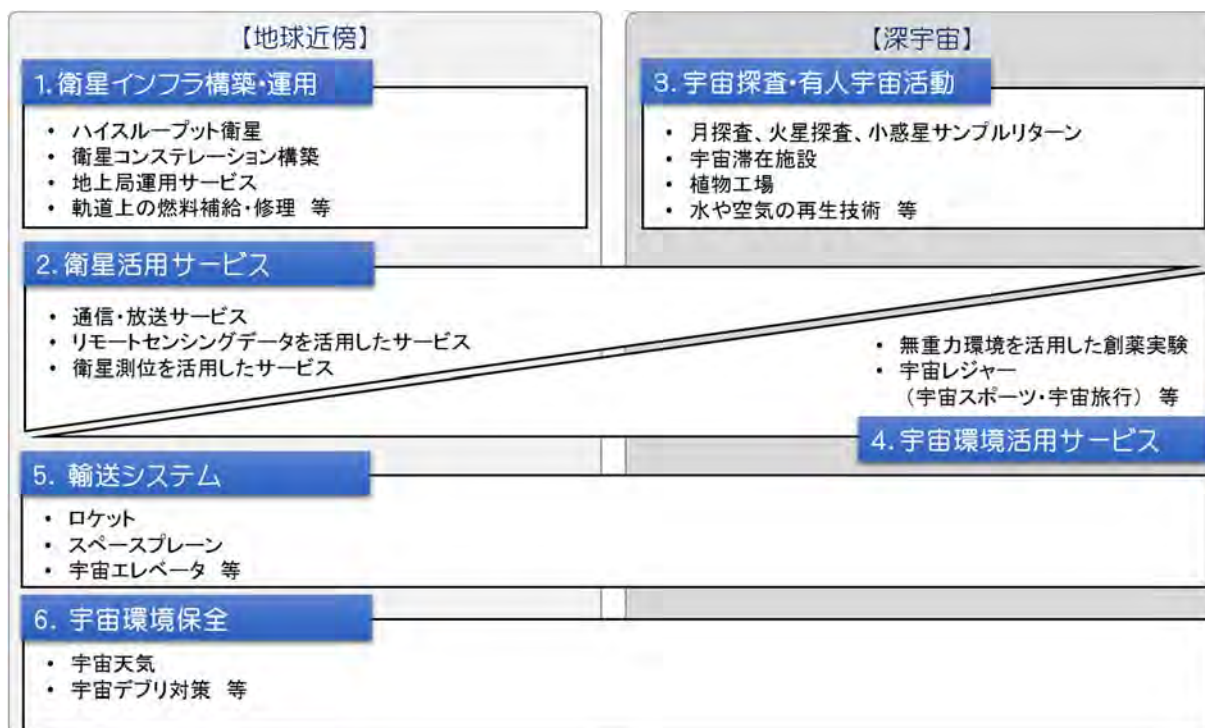 【地球近傍】
【深宇宙】
1.衛星インフラ構築・運用
・ ハイスループット衛星
・ 衛星コンステレーション構築
・ 地上局運用サービス
・ 軌道上の燃料補給・修理 等
3.宇宙探査・有人宇宙活動
・ 月探査、火星探査、小惑星サンプルリターン
・ 宇宙滞在施設
・ 植物工場
・ 水や空気の再生技術 等
2.衛星活用サービス
・ 通信・放送サービス
・ リモートセンシングデータを活用したサービス
・ 衛星測位を活用したサービス
・ 無重力環境を活用した創薬実験
・ 宇宙レジャー
（宇宙スポーツ・宇宙旅行） 等
4.宇宙環境活用サービス
5. 輸送システム
・ ロケット
・ スペースプレーン
・ 宇宙エレベータ 等
6. 宇宙環境保全
・ 宇宙天気
・ 宇宙デブリ対策 等